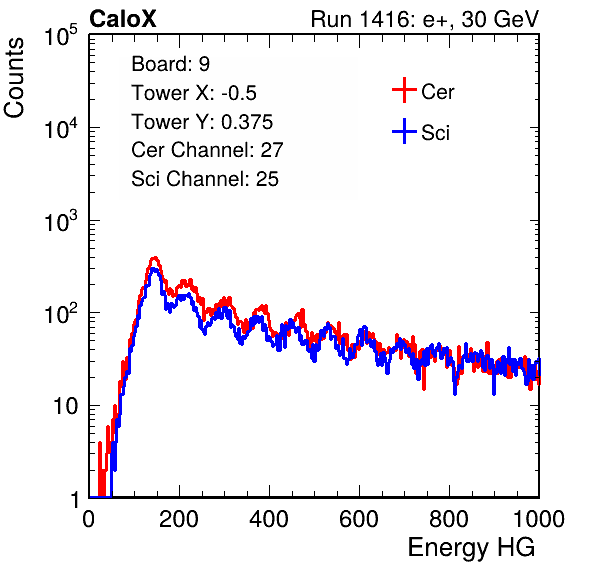 CaloX Run 1416: e+, 30 GeV
Counts
Board: 9
Tower X: -0.5
Tower Y: 0.375
Cer Channel: 27
Sci Channel: 25
Cer
Sci
10^5
10^4
10^3
10^2
10
1
0 200 400 600 800 1000
Energy HG